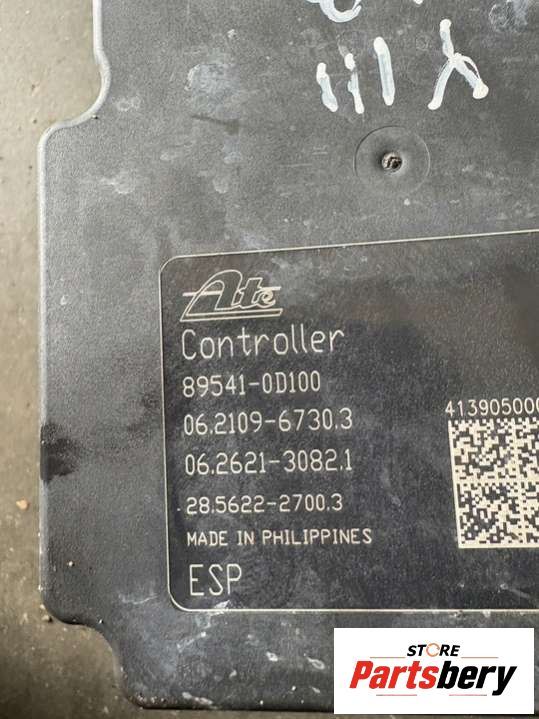 Ate
Controller
89541-0D100
06.2109-6730.3
06.2621-3082.1
28.5622-2700.3
MADE IN PHILIPPINES
ESP
413905000
STORE
Partsbery